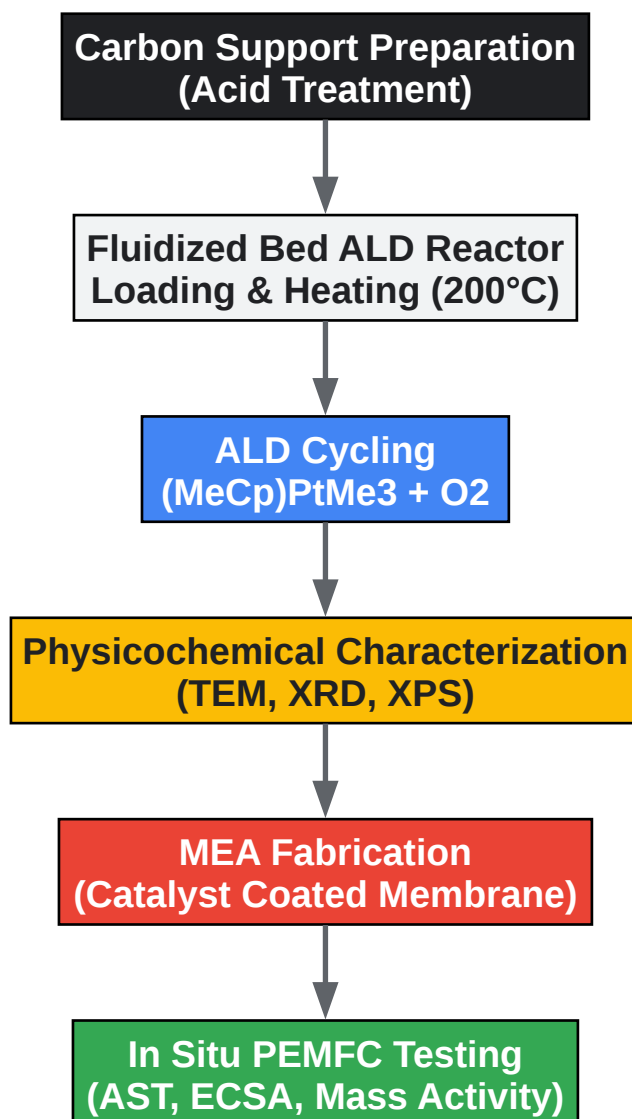 Carbon Support Preparation
(Acid Treatment)
Fluidized Bed ALD Reactor
Loading & Heating (200°C)
ALD Cycling
(MeCp)PtMe3 + O2
Physicochemical Characterization
(TEM, XRD, XPS)
MEA Fabrication
(Catalyst Coated Membrane)
In Situ PEMFC Testing
(AST, ECSA, Mass Activity)